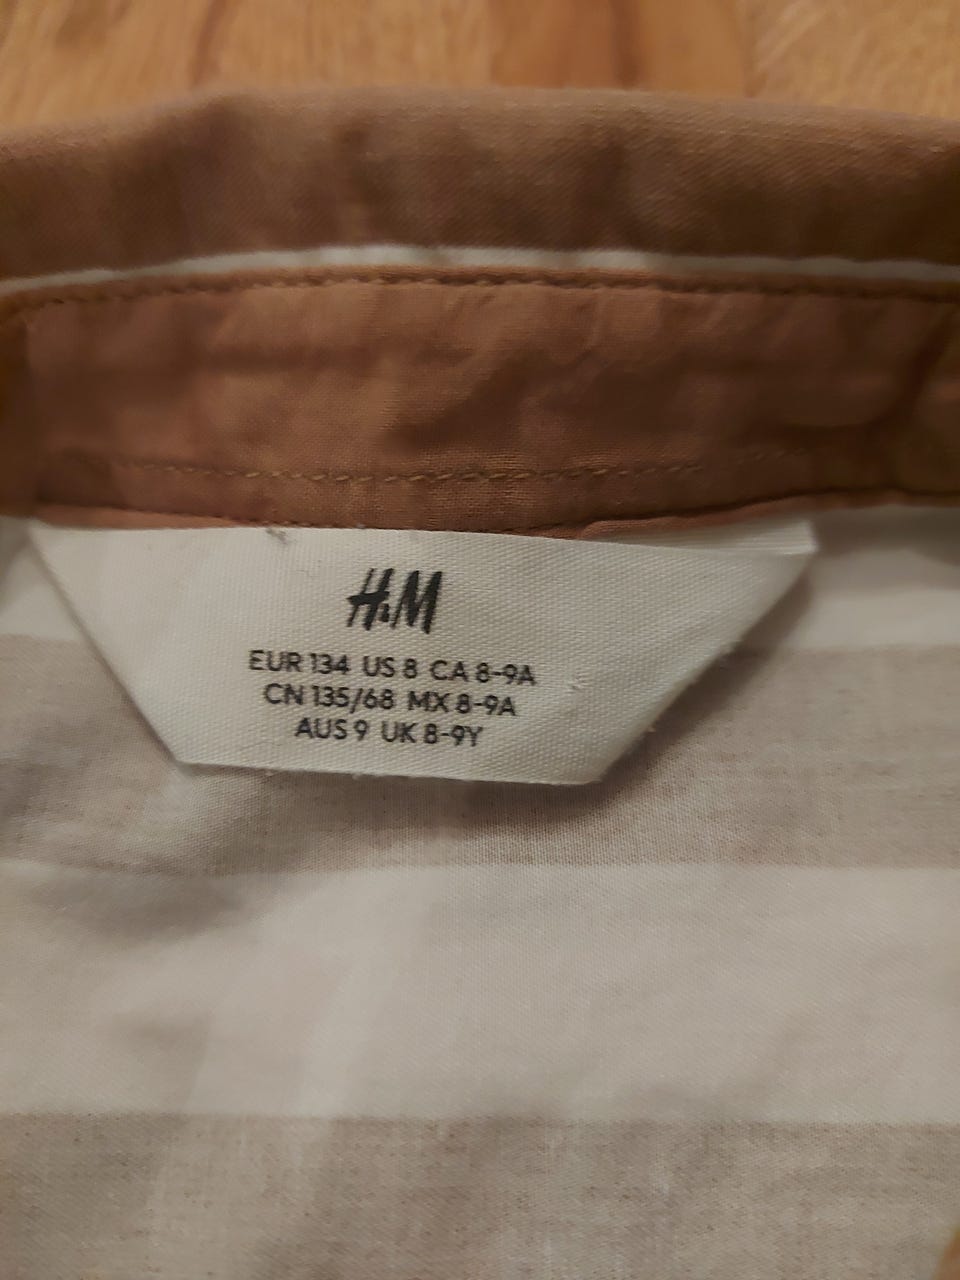 H&M
EUR 134 US 8 CA 8-9A
CN 135/68 MX 8-9A
AUS 9 UK 8-9Y